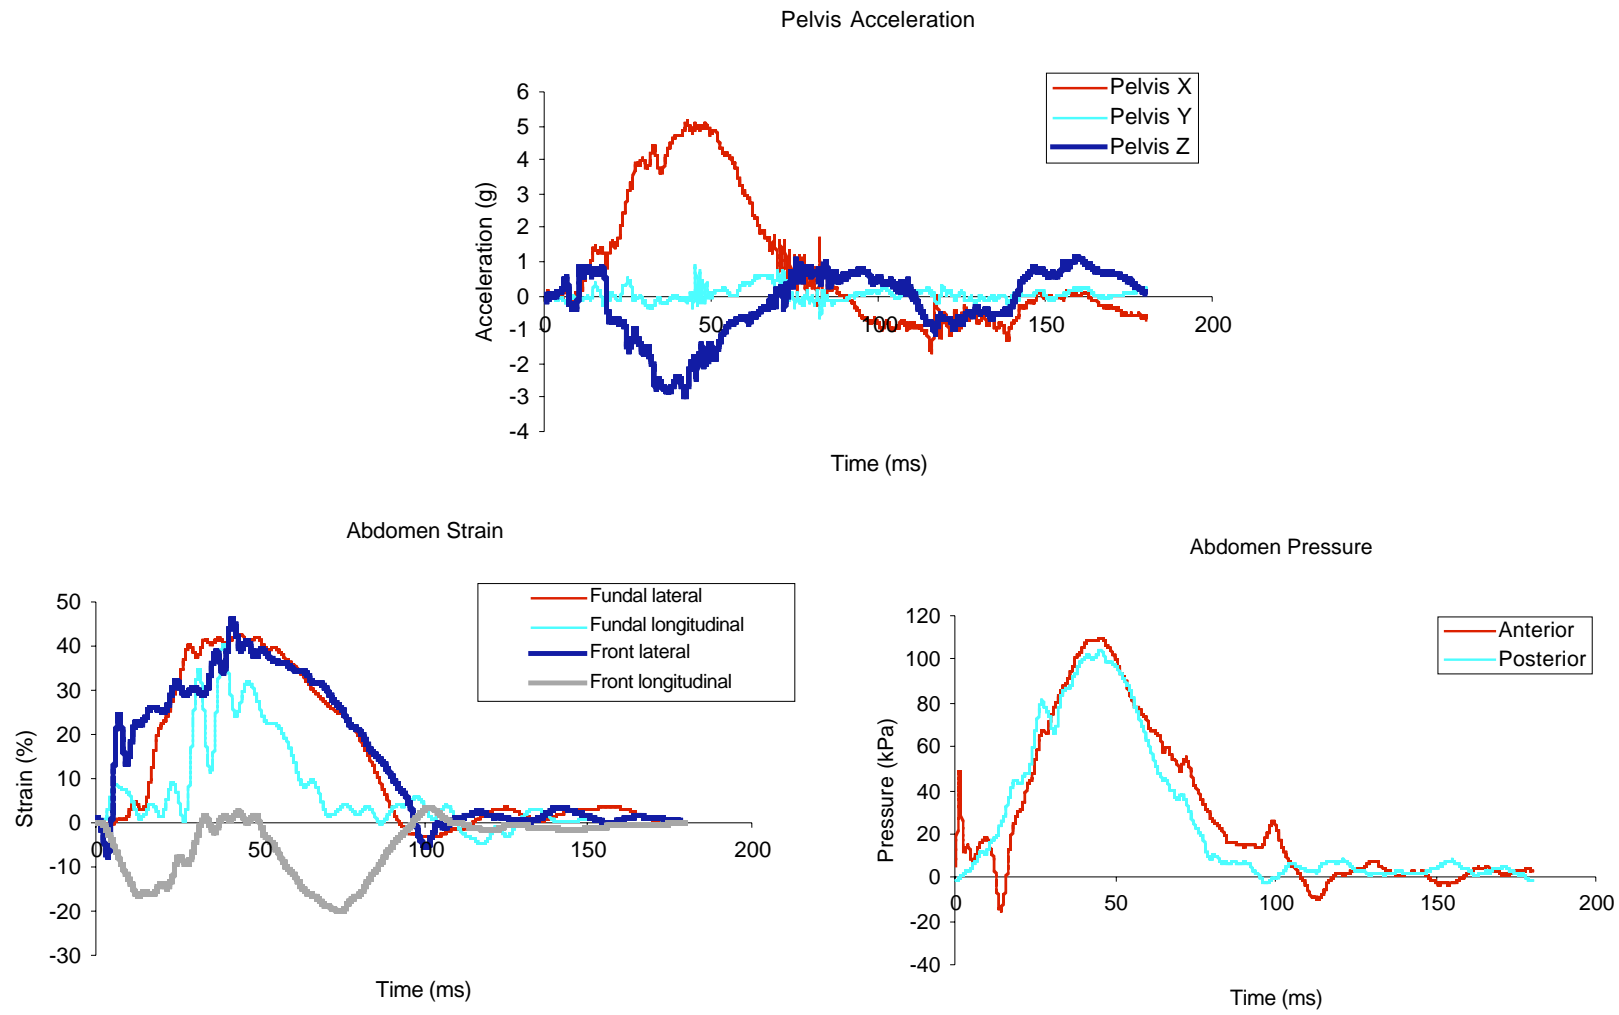 Pelvis Acceleration
Pelvis X
Pelvis Y
Pelvis Z
Acceleration (g)
6
5
4
3
2
1
0
-1
-2
-3
-4
0
50
100
150
200
Time (ms)
Abdomen Strain
Fundal lateral
Fundal longitudinal
Front lateral
Front longitudinal
Strain (%)
50
40
30
20
10
0
-10
-20
-30
0
50
100
150
200
Time (ms)
Abdomen Pressure
Anterior
Posterior
Pressure (kPa)
120
100
80
60
40
20
0
-20
-40
0
50
100
150
200
Time (ms)